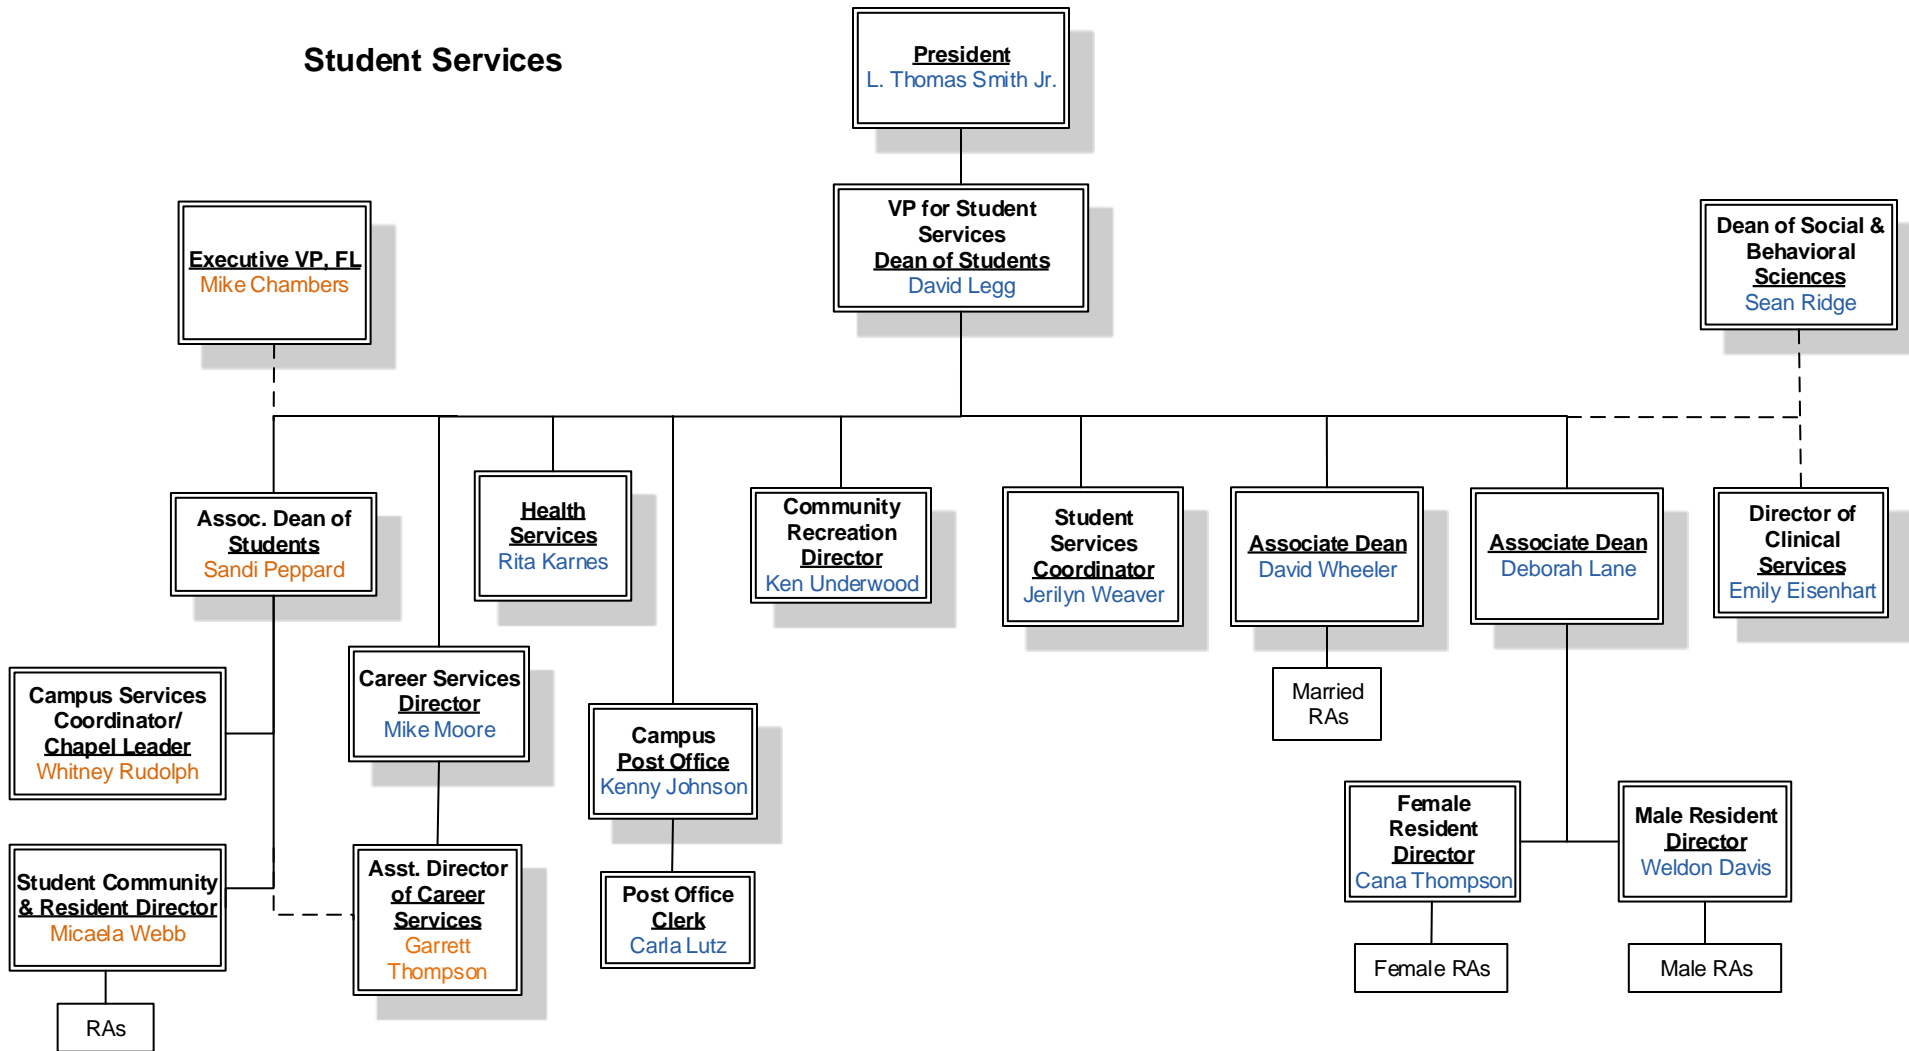 Student Services
President
L. Thomas Smith Jr.
VP for Student
Services
Dean of Students
David Legg
Executive VP, FL
Mike Chambers
Dean of Social &
Behavioral
Sciences
Sean Ridge
Assoc. Dean of
Students
Sandi Peppard
Health
Services
Rita Karnes
Community
Recreation
Director
Ken Underwood
Student
Services
Coordinator
Jerilyn Weaver
Associate Dean
David Wheeler
Associate Dean
Deborah Lane
Director of
Clinical
Services
Emily Eisenhart
Campus Services
Coordinator/
Chapel Leader
Whitney Rudolph
Career Services
Director
Mike Moore
Campus
Post Office
Kenny Johnson
Married
RAs
Female
Resident
Director
Cana Thompson
Male Resident
Director
Weldon Davis
Student Community
& Resident Director
Micaela Webb
Asst. Director
of Career
Services
Garrett
Thompson
Post Office
Clerk
Carla Lutz
Female RAs
Male RAs
RAs